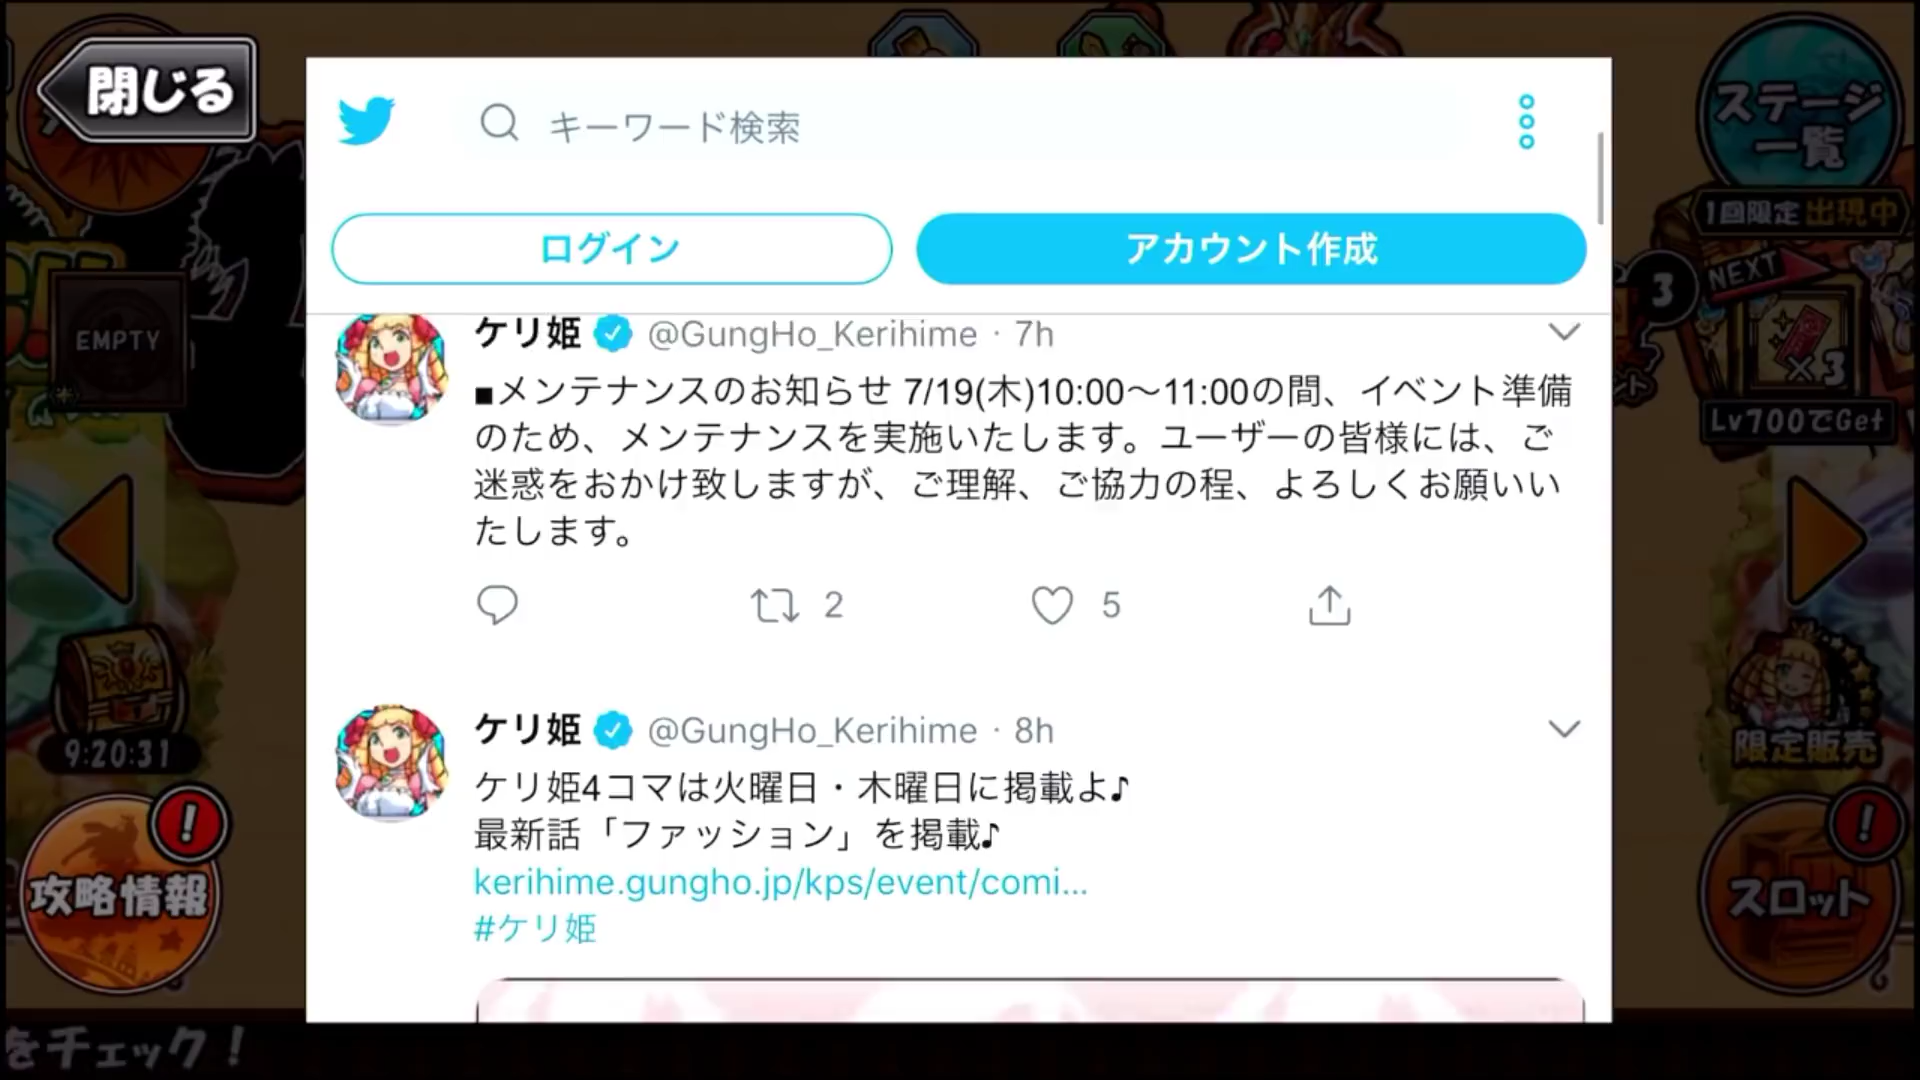 閉じる
キーワード検索
ログイン
アカウント作成
ケリ姫 @GungHo_Kerihime · 7h
■メンテナンスのお知らせ 7/19(木)10:00〜11:00の間、イベント準備
のため、メンテナンスを実施いたします。ユーザーの皆様には、ご
迷惑をおかけ致しますが、ご理解、ご協力の程、よろしくお願いい
たします。
2
5
ケリ姫 @GungHo_Kerihime · 8h
ケリ姫4コマは火曜日・木曜日に掲載よ♪
最新話「ファッション」を掲載♪
kerihime.gungho.jp/kps/event/comi...
#ケリ姫
EMPTY
9:20:31
!
攻略情報
をチェック!
ステージ
一覧
1回限定出現中
3
NEXT
×3
Lv700でGet
限定販売
!
スロット